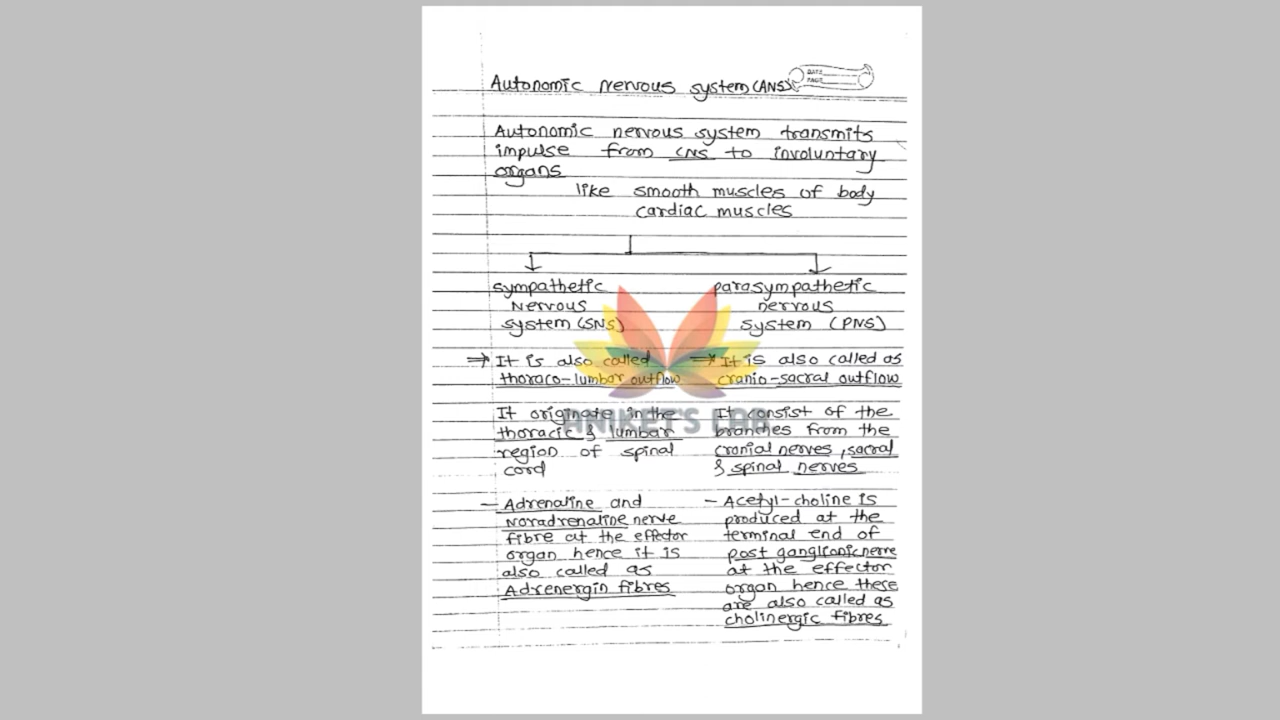 Autonomic nervous system (ANS)
DATE
PAGE
Autonomic nervous system transmits
impulse from CNS to involuntary
organs
like smooth muscles of body
cardiac muscles
sympathetic
Nervous
system (SNS)
parasympathetic
nervous
system (PNS)
⇒ It is also called
thoraco-lumbar outflow
It originate in the
thoracic & lumbar
region of spinal
cord
- Adrenaline and
Noradrenaline nerve
fibre at the effector
organ hence it is
also called as
Adrenergin fibres
⇒ It is also called as
cranio-sacral outflow
It consist of the
branches from the
cranial nerves, sacral
& spinal nerves
- Acetyl-choline is
produced at the
terminal end of
post ganglionic nerve
at the effector
organ hence these
are also called as
cholinergic fibres
ANIKET'S LAB